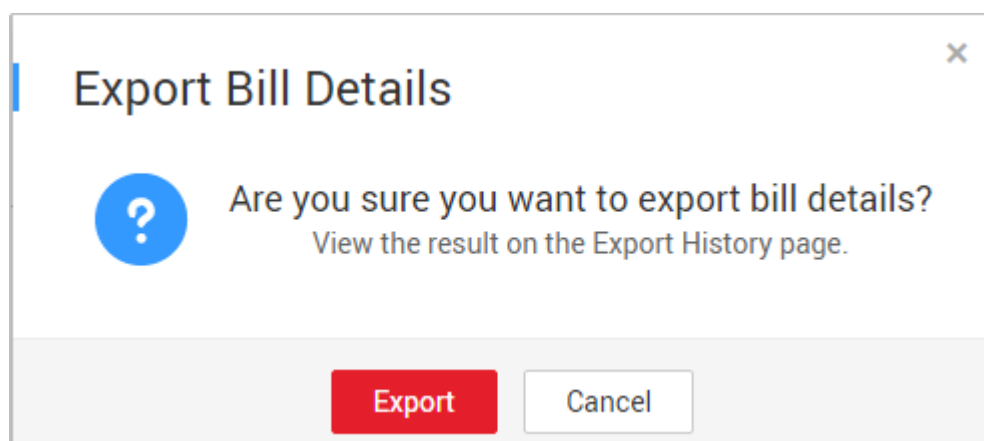 Export Bill Details
Are you sure you want to export bill details?
View the result on the Export History page.
Export
Cancel